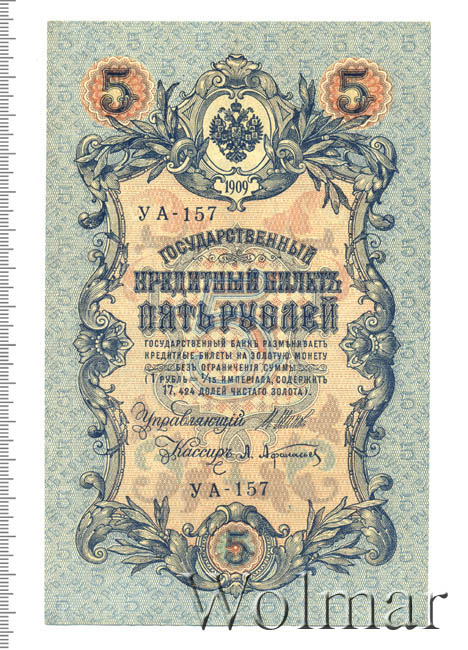 5 5
1909
УА-157
ГОСУДАРСТВЕННЫЙ
КРЕДИТНЫЙ БИЛЕТЪ
ПЯТЬ РУБЛЕЙ
ГОСУДАРСТВЕННЫЙ БАНКЪ РАЗМѢНИВАЕТЪ
КРЕДИТНЫЕ БИЛЕТЫ НА ЗОЛОТУЮ МОНЕТУ
БЕЗЪ ОГРАНИЧЕНІЯ СУММЫ
(1 РУБЛЬ = 1/15 ИМПЕРІАЛА, СОДЕРЖИТЪ
17,424 ДОЛЕЙ ЧИСТАГО ЗОЛОТА).
Управляющій
Кассиръ А. Афанасьев
УА-157
5
Wolmar